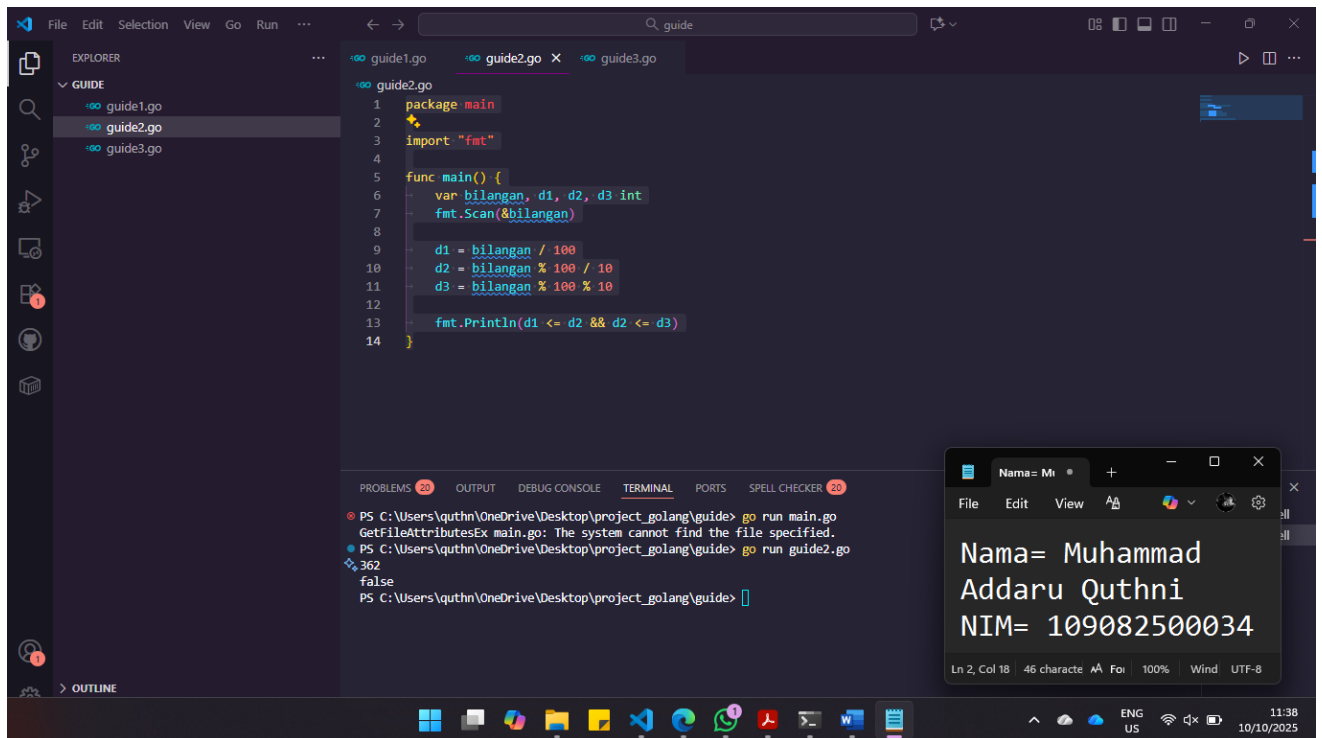 File Edit Selection View Go Run ··· guide
EXPLORER ···
GUIDE
guide1.go
guide2.go
guide3.go
OUTLINE
guide1.go guide2.go guide3.go
guide2.go
1 package main
2
3 import "fmt"
4
5 func main() {
6 var bilangan, d1, d2, d3 int
7 fmt.Scan(&bilangan)
8
9 d1 = bilangan / 100
10 d2 = bilangan % 100 / 10
11 d3 = bilangan % 100 % 10
12
13 fmt.Println(d1 <= d2 && d2 <= d3)
14 }
PROBLEMS 20 OUTPUT DEBUG CONSOLE TERMINAL PORTS SPELL CHECKER 20
PS C:\Users\quthn\OneDrive\Desktop\project_golang\guide> go run main.go
GetFileAttributesEx main.go: The system cannot find the file specified.
PS C:\Users\quthn\OneDrive\Desktop\project_golang\guide> go run guide2.go
362
false
PS C:\Users\quthn\OneDrive\Desktop\project_golang\guide>
Nama= Mu
File Edit View
Nama= Muhammad
Addaru Quthni
NIM= 109082500034
Ln 2, Col 18 46 characte For 100% Wind UTF-8
1
1
1
ENG
US
11:38
10/10/2025